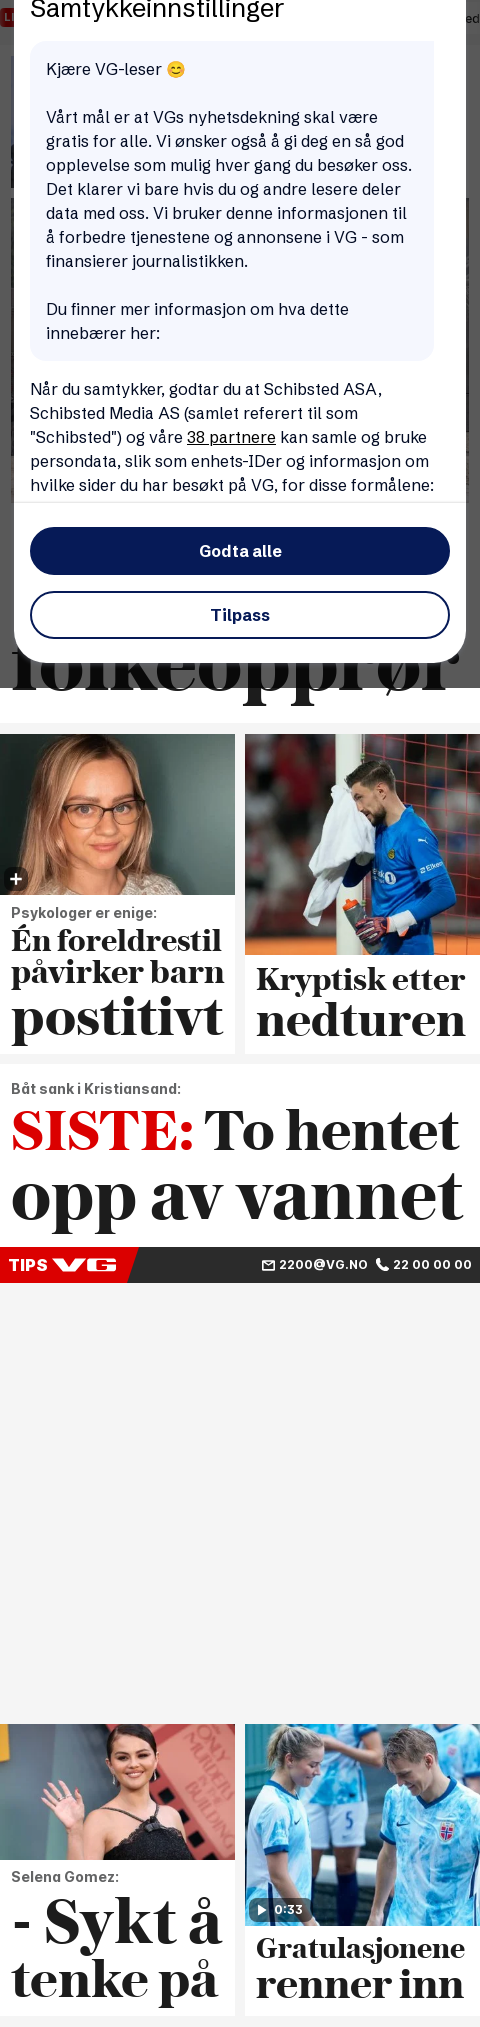 Samtykkeinnstillinger
Kjære VG-leser 😊
Vårt mål er at VGs nyhetsdekning skal være
gratis for alle. Vi ønsker også å gi deg en så god
opplevelse som mulig hver gang du besøker oss.
Det klarer vi bare hvis du og andre lesere deler
data med oss. Vi bruker denne informasjonen til
å forbedre tjenestene og annonsene i VG - som
finansierer journalistikken.
Du finner mer informasjon om hva dette
innebærer her:
Når du samtykker, godtar du at Schibsted ASA,
Schibsted Media AS (samlet referert til som
"Schibsted") og våre 38 partnere kan samle og bruke
persondata, slik som enhets-IDer og informasjon om
hvilke sider du har besøkt på VG, for disse formålene:
Godta alle
Tilpass
folkeopprør
Psykologer er enige:
Én foreldrestil
påvirker barn
postitivt
Kryptisk etter
nedturen
Båt sank i Kristiansand:
SISTE: To hentet
opp av vannet
TIPS VG
2200@VG.NO 22 00 00 00
Selena Gomez:
- Sykt å
tenke på
0:33
Gratulasjonene
renner inn